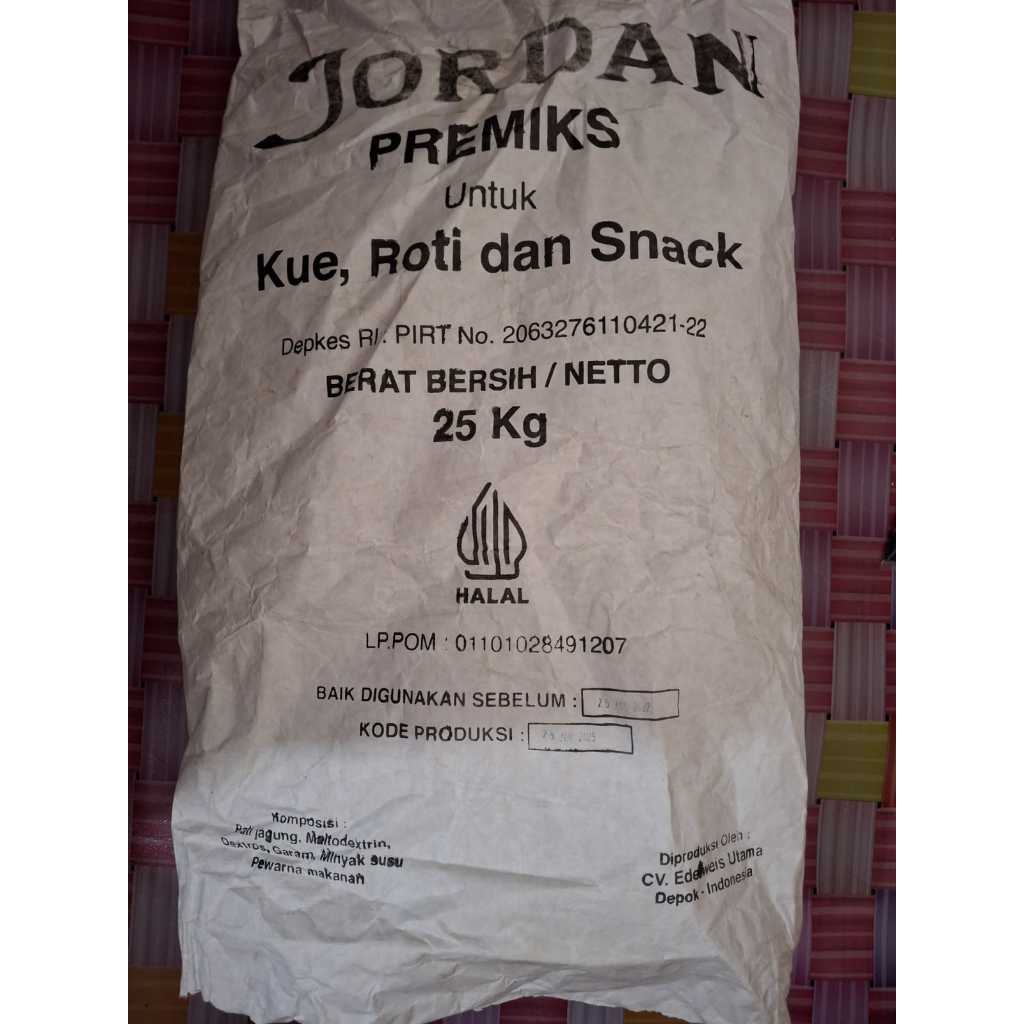 JORDAN
PREMIKS
Untuk
Kue, Roti dan Snack
Depkes RI. PIRT No. 2063276110421-22
BERAT BERSIH / NETTO
25 Kg
HALAL
LP.POM : 01101028491207
BAIK DIGUNAKAN SEBELUM :
KODE PRODUKSI :
Komposisi :
Pati jagung, Maltodextrin,
Dextros, Garam, Minyak susu
Pewarna makanan
Diproduksi Oleh :
CV. Edelweis Utama
Depok - Indonesia